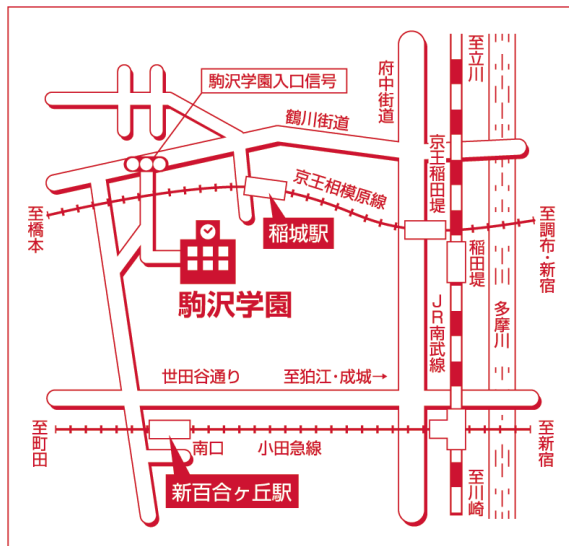 駒沢学園入口信号
鶴川街道
府中街道
至立川
京王相模原線
京王稲田堤
至橋本
稲城駅
稲田堤
至調布・新宿
駒沢学園
JR南武線
多摩川
世田谷通り
至狛江・成城→
至町田
南口
小田急線
至新宿
新百合ヶ丘駅
至川崎